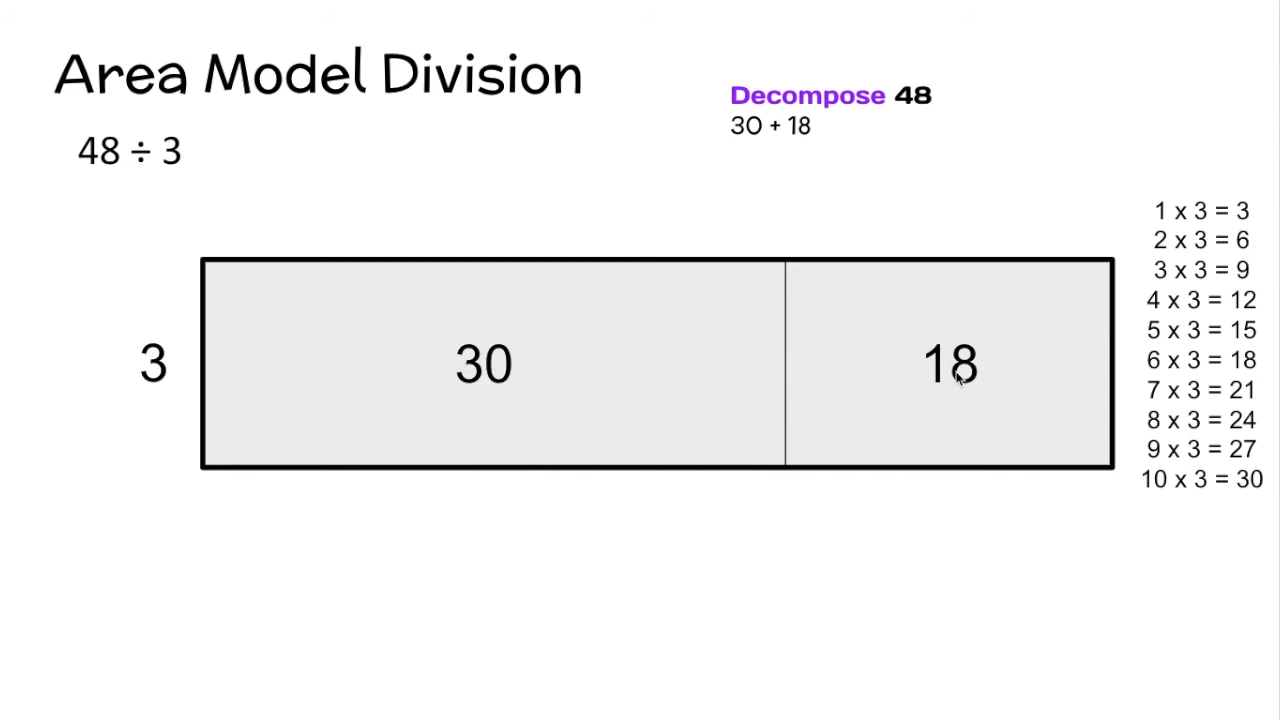 Area Model Division
48 ÷ 3
Decompose 48
30 + 18
3
30
18
1 x 3 = 3
2 x 3 = 6
3 x 3 = 9
4 x 3 = 12
5 x 3 = 15
6 x 3 = 18
7 x 3 = 21
8 x 3 = 24
9 x 3 = 27
10 x 3 = 30